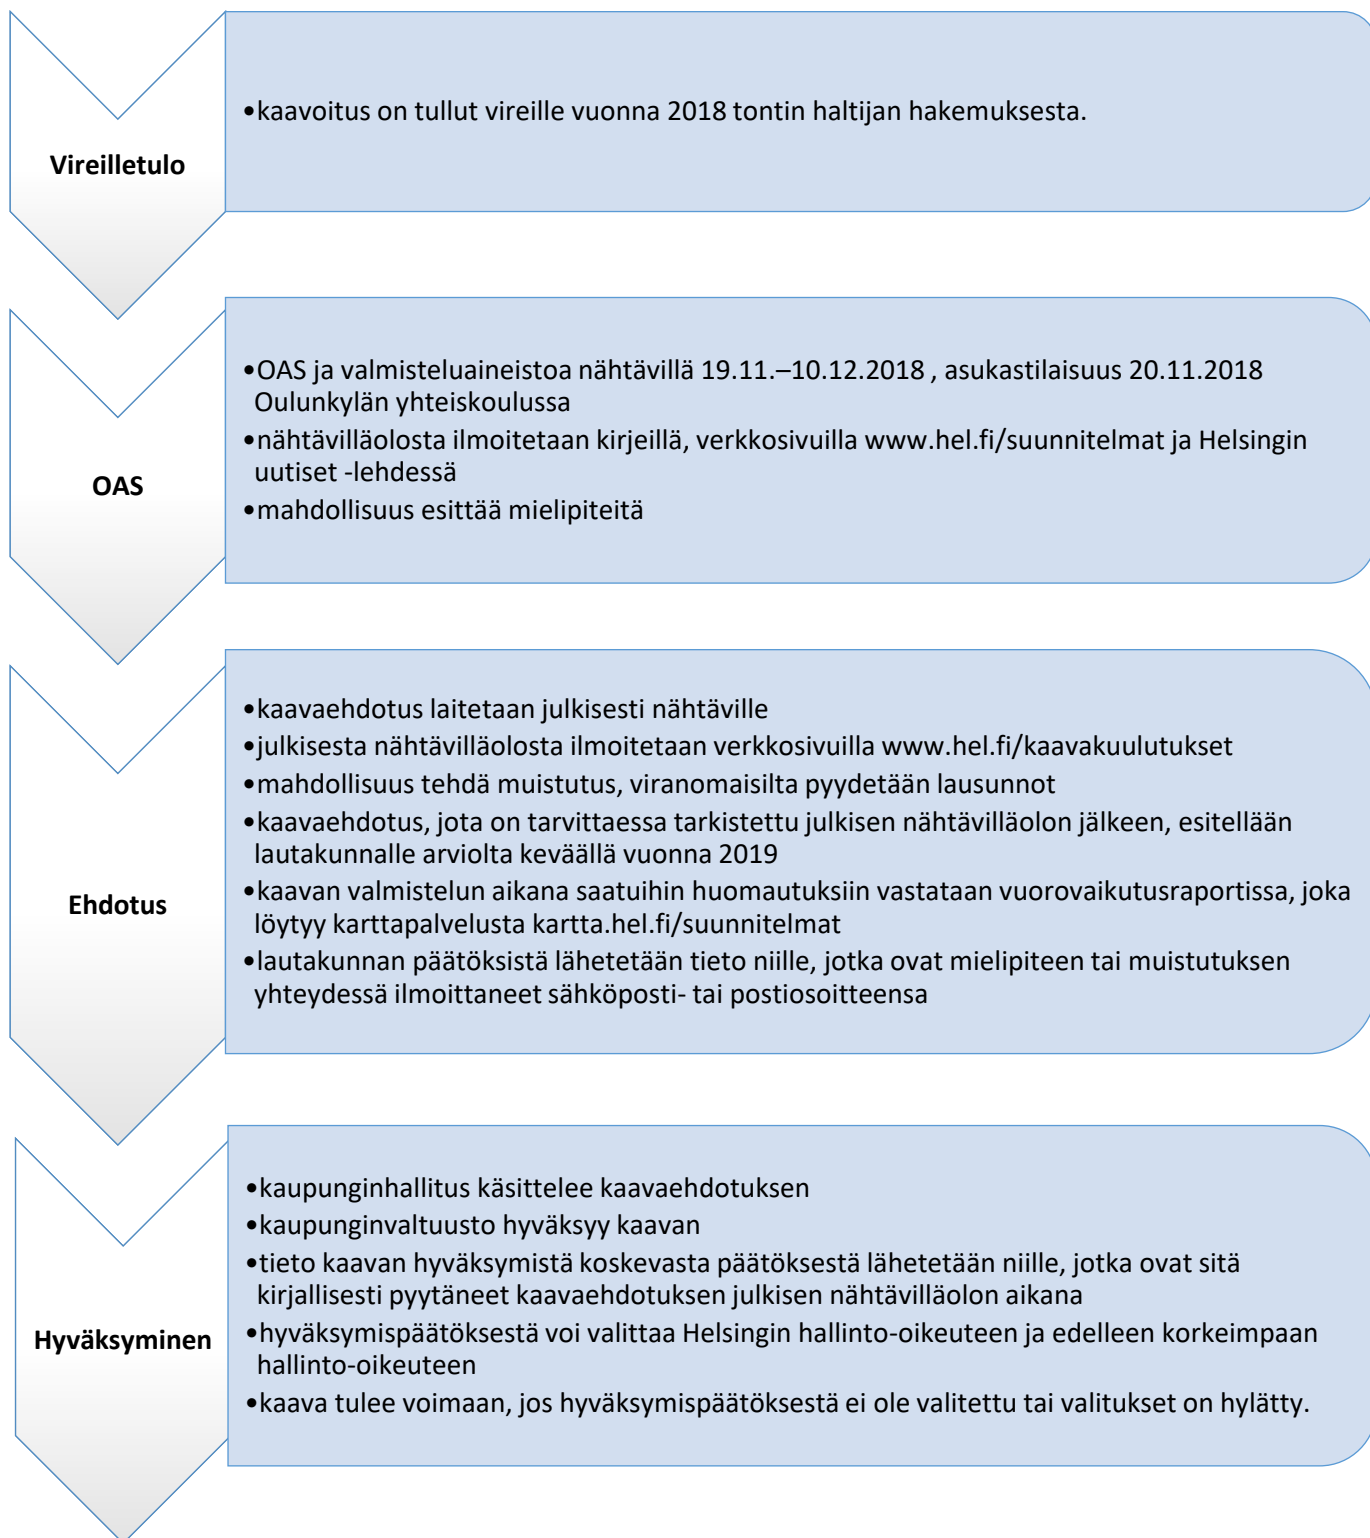 Vireilletulo
•kaavoitus on tullut vireille vuonna 2018 tontin haltijan hakemuksesta.
OAS
•OAS ja valmisteluaineistoa nähtävillä 19.11.–10.12.2018 , asukastilaisuus 20.11.2018
Oulunkylän yhteiskoulussa
•nähtävilläolosta ilmoitetaan kirjeillä, verkkosivuilla www.hel.fi/suunnitelmat ja Helsingin
uutiset -lehdessä
•mahdollisuus esittää mielipiteitä
Ehdotus
•kaavaehdotus laitetaan julkisesti nähtäville
•julkisesta nähtävilläolosta ilmoitetaan verkkosivuilla www.hel.fi/kaavakuulutukset
•mahdollisuus tehdä muistutus, viranomaisilta pyydetään lausunnot
•kaavaehdotus, jota on tarvittaessa tarkistettu julkisen nähtävilläolon jälkeen, esitellään
lautakunnalle arviolta keväällä vuonna 2019
•kaavan valmistelun aikana saatuihin huomautuksiin vastataan vuorovaikutusraportissa, joka
löytyy karttapalvelusta kartta.hel.fi/suunnitelmat
•lautakunnan päätöksistä lähetetään tieto niille, jotka ovat mielipiteen tai muistutuksen
yhteydessä ilmoittaneet sähköposti- tai postiosoitteensa
Hyväksyminen
•kaupunginhallitus käsittelee kaavaehdotuksen
•kaupunginvaltuusto hyväksyy kaavan
•tieto kaavan hyväksymistä koskevasta päätöksestä lähetetään niille, jotka ovat sitä
kirjallisesti pyytäneet kaavaehdotuksen julkisen nähtävilläolon aikana
•hyväksymispäätöksestä voi valittaa Helsingin hallinto-oikeuteen ja edelleen korkeimpaan
hallinto-oikeuteen
•kaava tulee voimaan, jos hyväksymispäätöksestä ei ole valitettu tai valitukset on hylätty.